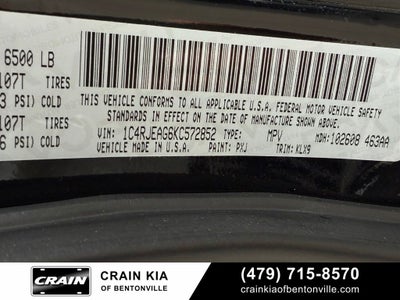 6500 LB
107T TIRES
3 PSI) COLD
107T TIRES
6 PSI) COLD
THIS VEHICLE CONFORMS TO ALL APPLICABLE U.S.A. FEDERAL MOTOR VEHICLE SAFETY
STANDARDS IN EFFECT ON THE DATE OF MANUFACTURE SHOWN ABOVE.
VIN: 1C4RJEAG6KC572852 TYPE: MPV MDH: 102608 463AA
MADE IN U.S.A. PAINT: PXJ TRIM: KLX9
CRAIN
CRAIN KIA
OF BENTONVILLE
(479) 715-8570
crainkiaofbentonville.com